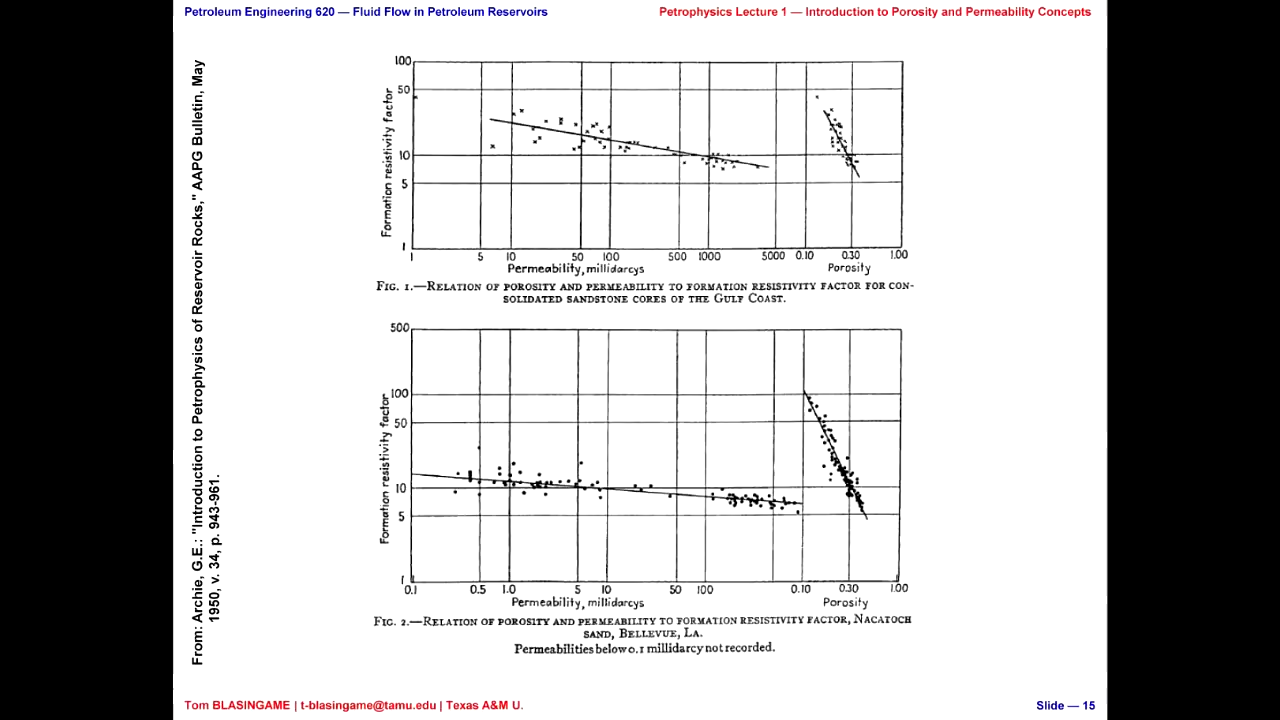 Petroleum Engineering 620 — Fluid Flow in Petroleum Reservoirs
Petrophysics Lecture 1 — Introduction to Porosity and Permeability Concepts
From: Archie, G.E.: "Introduction to Petrophysics of Reservoir Rocks," AAPG Bulletin, May
1950, v. 34, p. 943-961.
Formation resistivity factor
100
50
10
5
1
1 5 10 50 100 500 1000 5000 0.10 0.30 1.00
Permeability, millidarcys Porosity
FIG. 1.—RELATION OF POROSITY AND PERMEABILITY TO FORMATION RESISTIVITY FACTOR FOR CON-
SOLIDATED SANDSTONE CORES OF THE GULF COAST.
Formation resistivity factor
500
100
50
10
5
1
0.1 0.5 1.0 5 10 50 100 0.10 0.30 1.00
Permeability, millidarcys Porosity
FIG. 2.—RELATION OF POROSITY AND PERMEABILITY TO FORMATION RESISTIVITY FACTOR, NACATOCH
SAND, BELLEVUE, LA.
Permeabilities below 0.1 millidarcy not recorded.
Tom BLASINGAME | t-blasingame@tamu.edu | Texas A&M U.
Slide — 15